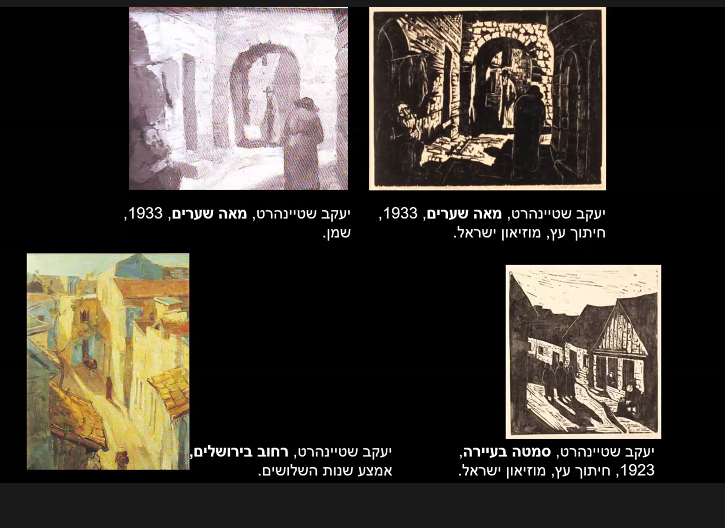 יעקב שטיינהרט, מאה שערים, 1933,
חיתוך עץ, מוזיאון ישראל.
יעקב שטיינהרט, מאה שערים, 1933,
שמן.
יעקב שטיינהרט, סמטה בעיירה,
1923, חיתוך עץ, מוזיאון ישראל.
יעקב שטיינהרט, רחוב בירושלים,
אמצע שנות השלושים.